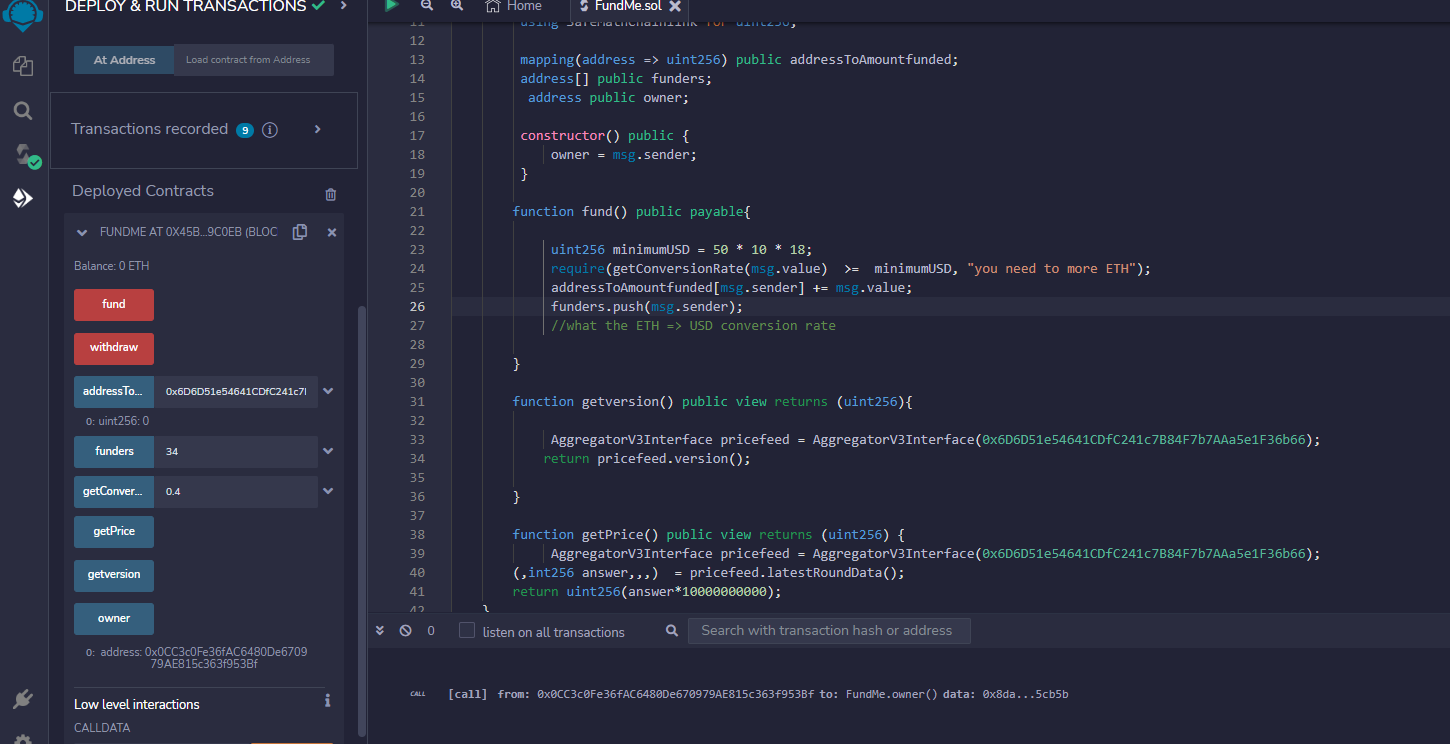 DEPLOY & RUN TRANSACTIONS
At Address
Load contract from Address
Transactions recorded 9
Deployed Contracts
FUNDME AT 0X45B...9C0EB (BLOC
Balance: 0 ETH
fund
withdraw
addressTo... 0x6D6D51e54641CDfC241c7
0: uint256: 0
funders 34
getConver... 0.4
getPrice
getversion
owner
0: address: 0x0CC3c0Fe36fAC6480De6709
79AE815c363f953Bf
Low level interactions
CALLDATA
Home
FundMe.sol
11 using SafeMathChainlink for uint256;
12
13 mapping(address => uint256) public addressToAmountfunded;
14 address[] public funders;
15 address public owner;
16
17 constructor() public {
18 owner = msg.sender;
19 }
20
21 function fund() public payable{
22
23 uint256 minimumUSD = 50 * 10 * 18;
24 require(getConversionRate(msg.value) >= minimumUSD, "you need to more ETH");
25 addressToAmountfunded[msg.sender] += msg.value;
26 funders.push(msg.sender);
27 //what the ETH => USD conversion rate
28
29 }
30
31 function getversion() public view returns (uint256){
32
33 AggregatorV3Interface pricefeed = AggregatorV3Interface(0x6D6D51e54641CDfC241c7B84F7b7AAa5e1F36b66);
34 return pricefeed.version();
35
36 }
37
38 function getPrice() public view returns (uint256) {
39 AggregatorV3Interface pricefeed = AggregatorV3Interface(0x6D6D51e54641CDfC241c7B84F7b7AAa5e1F36b66);
40 (,int256 answer,,,) = pricefeed.latestRoundData();
41 return uint256(answer*10000000000);
42 }
0
listen on all transactions
Search with transaction hash or address
CALL [call] from: 0x0CC3c0Fe36fAC6480De670979AE815c363f953Bf to: FundMe.owner() data: 0x8da...5cb5b